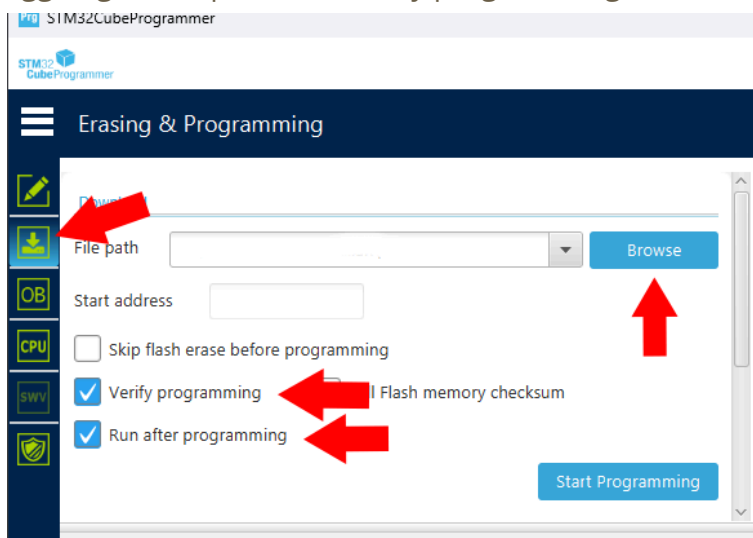 Prg STM32CubeProgrammer
STM32
CubeProgrammer
Erasing & Programming
File path
Browse
Start address
OB
CPU
Skip flash erase before programming
SWV
Verify programming
Flash memory checksum
Run after programming
Start Programming